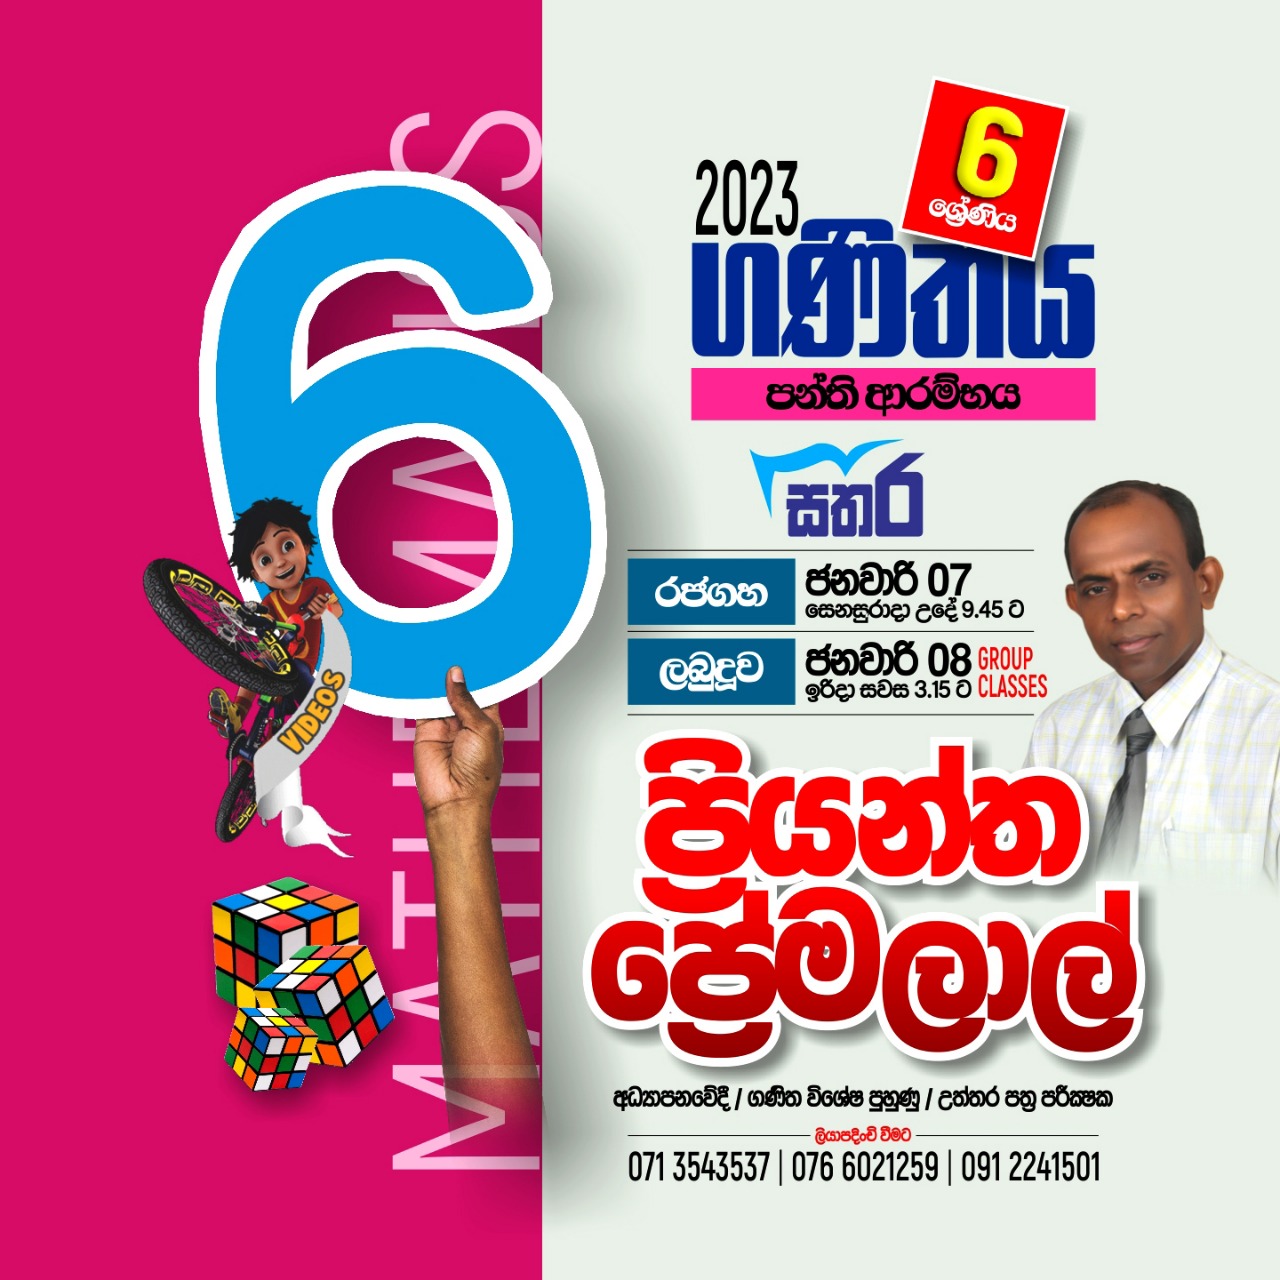 MATHEMATICS
6
VIDEOS
2023
6
ශ්‍රේණිය
ගණිතය
පන්ති ආරම්භය
සතර
රජගහ
ජනවාරි 07
සෙනසුරාදා උදේ 9.45 ට
ලබුදූව
ජනවාරි 08
ඉරිදා සවස 3.15 ට
GROUP
CLASSES
ප්‍රියන්ත
ප්‍රේමලාල්
අධ්‍යාපනවේදී / ගණිත විශේෂ පුහුණු / උත්තර පත්‍ර පරීක්ෂක
ලියාපදිංචි වීමට
071 3543537 | 076 6021259 | 091 2241501